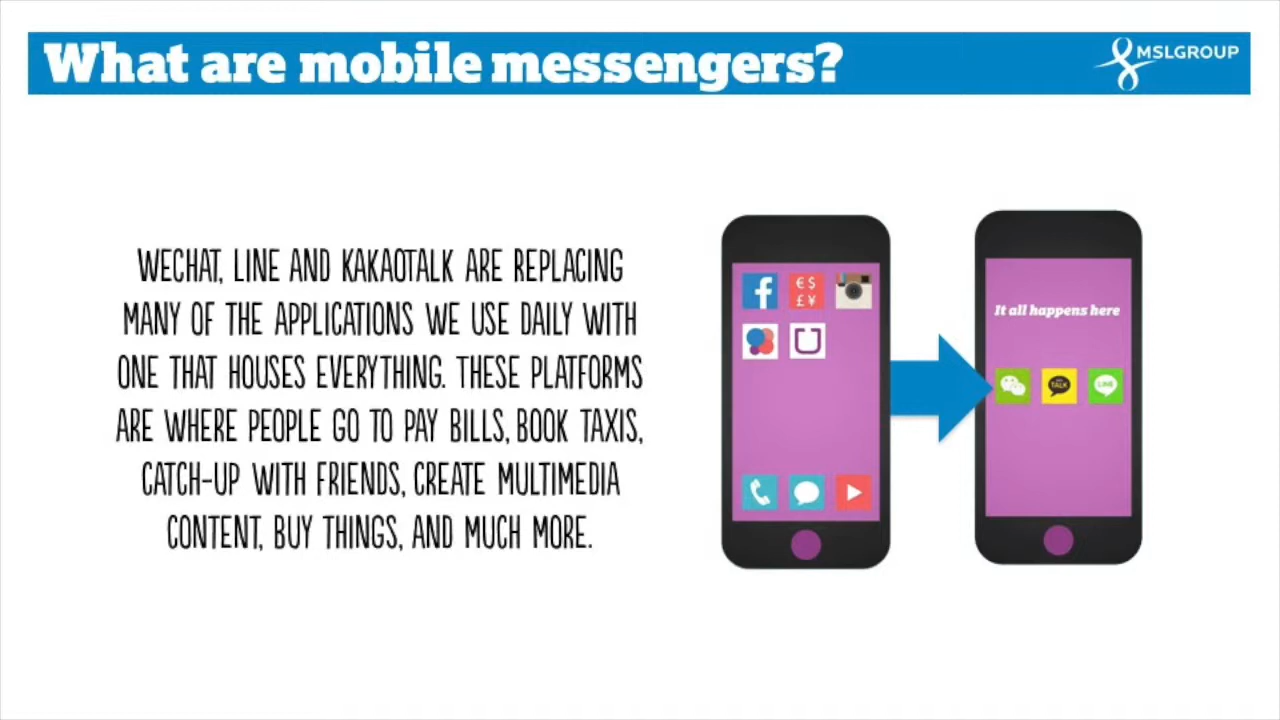 What are mobile messengers?
MSLGROUP
WECHAT, LINE AND KAKAOTALK ARE REPLACING
MANY OF THE APPLICATIONS WE USE DAILY WITH
ONE THAT HOUSES EVERYTHING. THESE PLATFORMS
ARE WHERE PEOPLE GO TO PAY BILLS, BOOK TAXIS,
CATCH-UP WITH FRIENDS, CREATE MULTIMEDIA
CONTENT, BUY THINGS, AND MUCH MORE.
f
€$
£¥
It all happens here
TALK
LINE